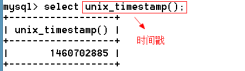 mysql> select unix_timestamp();
+------------------+
| unix_timestamp() |
+------------------+
|       1460702885 |
+------------------+
时间戳